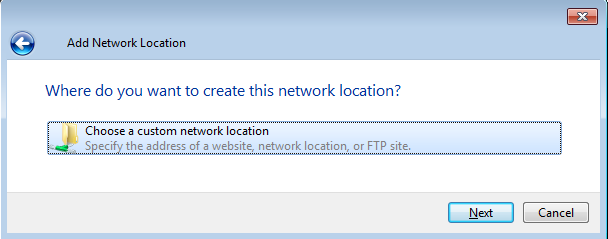 Add Network Location
Where do you want to create this network location?
Choose a custom network location
Specify the address of a website, network location, or FTP site.
Next
Cancel